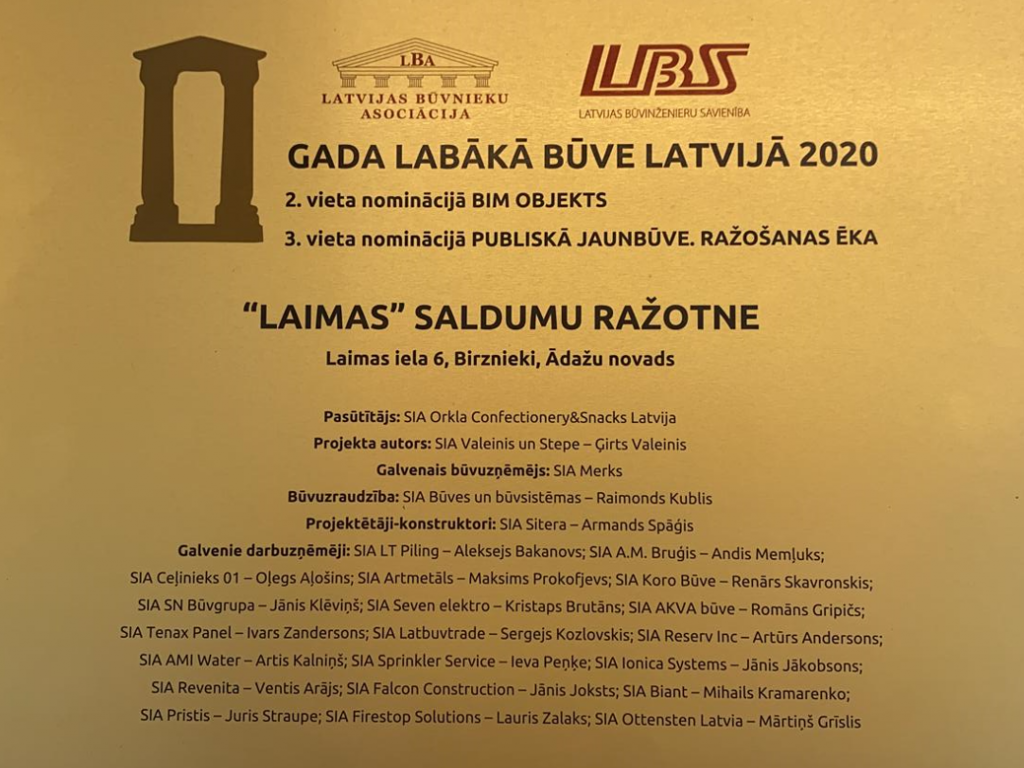 LBA
LATVIJAS BŪVNIEKU
ASOCIĀCIJA
LBS
LATVIJAS BŪVINŽENIERU SAVIENĪBA
GADA LABĀKĀ BŪVE LATVIJĀ 2020
2. vieta nominācijā BIM OBJEKTS
3. vieta nominācijā PUBLISKĀ JAUNBŪVE. RAŽOŠANAS ĒKA
“LAIMAS” SALDUMU RAŽOTNE
Laimas iela 6, Birznieki, Ādažu novads
Pasūtītājs: SIA Orkla Confectionery&Snacks Latvija
Projekta autors: SIA Valeinis un Stepe – Ģirts Valeinis
Galvenais būvuzņēmējs: SIA Merks
Būvuzraudzība: SIA Būves un būvsistēmas – Raimonds Kublis
Projektētāji-konstruktori: SIA Sitera – Armands Spāģis
Galvenie darbuzņēmēji: SIA LT Piling – Aleksejs Bakanovs; SIA A.M. Bruģis – Andis Memļuks;
SIA Ceļinieks 01 – Oļegs Aļošins; SIA Artmetāls – Maksims Prokofjevs; SIA Koro Būve – Renārs Skavronskis;
SIA SN Būvgrupa – Jānis Klēviņš; SIA Seven elektro – Kristaps Brutāns; SIA AKVA būve – Romāns Gripičs;
SIA Tenax Panel – Ivars Zandersons; SIA Latbuvtrade – Sergejs Kozlovskis; SIA Reserv Inc – Artūrs Andersons;
SIA AMI Water – Artis Kalniņš; SIA Sprinkler Service – Ieva Peņķe; SIA Ionica Systems – Jānis Jākobsons;
SIA Revenita – Ventis Arājs; SIA Falcon Construction – Jānis Joksts; SIA Biant – Mihails Kramarenko;
SIA Pristis – Juris Straupe; SIA Firestop Solutions – Lauris Zalaks; SIA Ottensten Latvia – Mārtiņš Grīslis